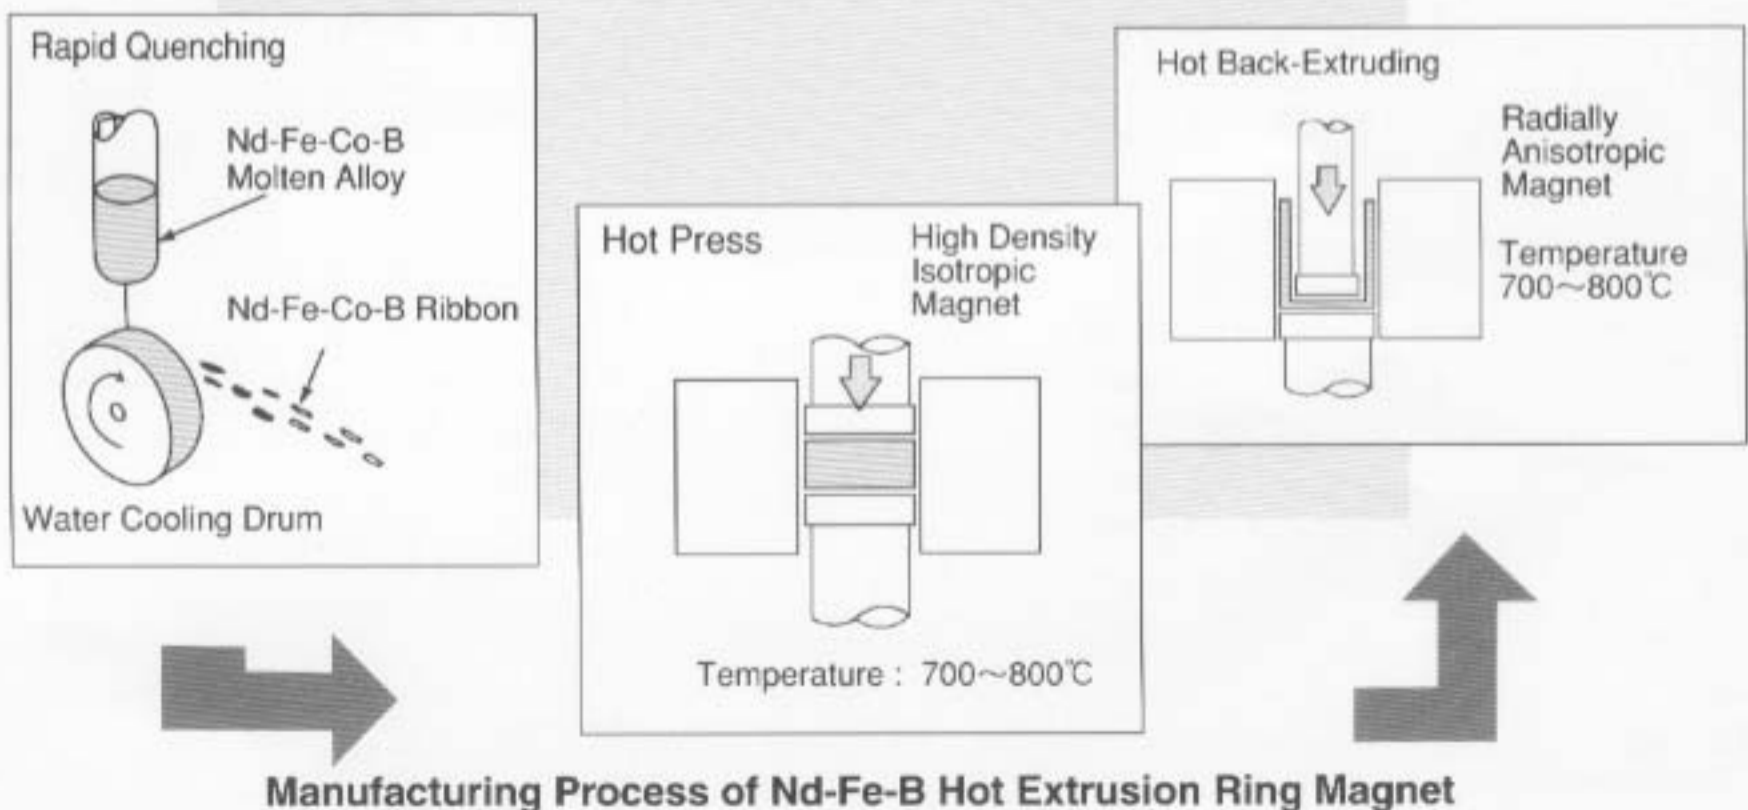 Rapid Quenching
Nd-Fe-Co-B
Molten Alloy
Nd-Fe-Co-B Ribbon
Water Cooling Drum
Hot Press
High Density
Isotropic
Magnet
Temperature : 700～800℃
Hot Back-Extruding
Radially
Anisotropic
Magnet
Temperature
700～800℃
Manufacturing Process of Nd-Fe-B Hot Extrusion Ring Magnet